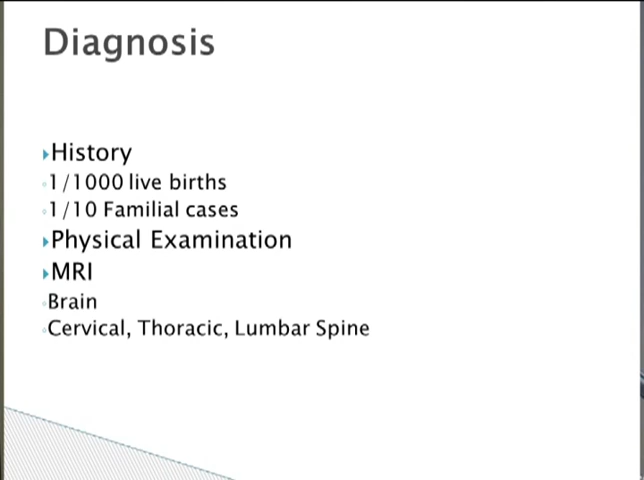 Diagnosis
History
1/1000 live births
1/10 Familial cases
Physical Examination
MRI
Brain
Cervical, Thoracic, Lumbar Spine